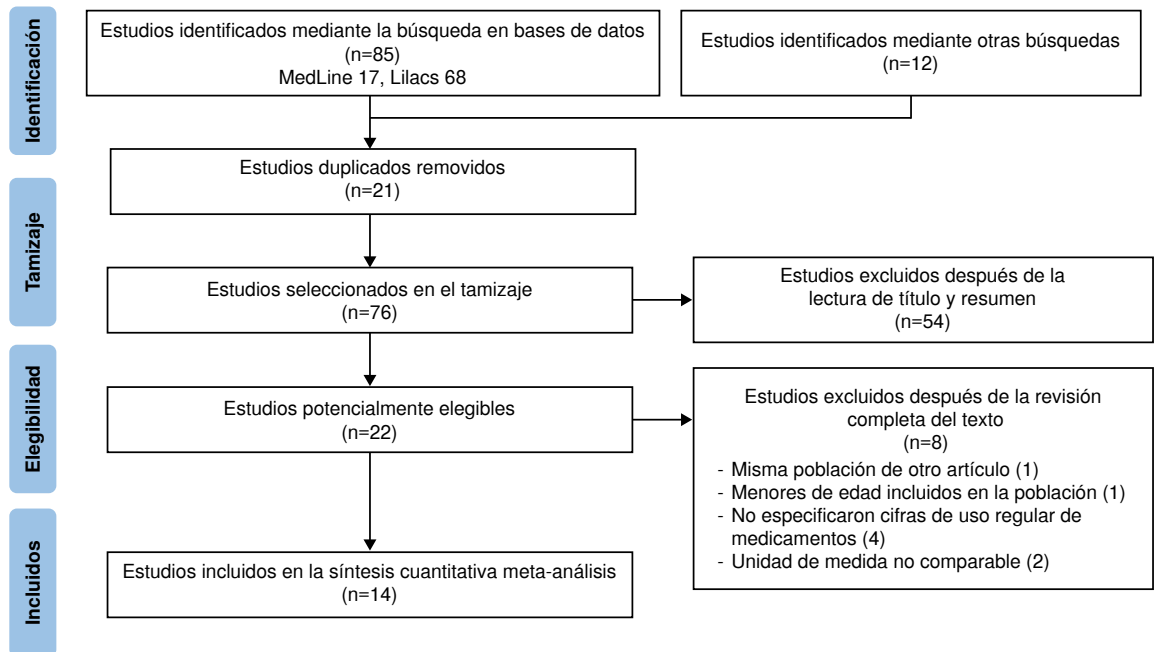 Identificación
Estudios identificados mediante la búsqueda en bases de datos
(n=85)
MedLine 17, Lilacs 68
Estudios identificados mediante otras búsquedas
(n=12)
Estudios duplicados removidos
(n=21)
Tamizaje
Estudios seleccionados en el tamizaje
(n=76)
Estudios excluidos después de la
lectura de título y resumen
(n=54)
Elegibilidad
Estudios potencialmente elegibles
(n=22)
Estudios excluidos después de la revisión
completa del texto
(n=8)
- Misma población de otro artículo (1)
- Menores de edad incluidos en la población (1)
- No especificaron cifras de uso regular de
medicamentos (4)
- Unidad de medida no comparable (2)
Incluidos
Estudios incluidos en la síntesis cuantitativa meta-análisis
(n=14)